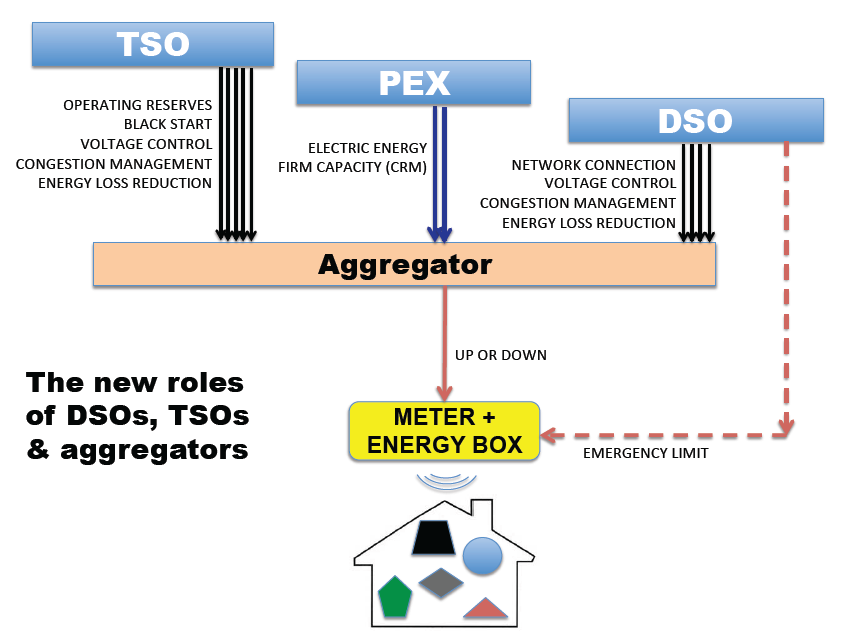 TSO
PEX
DSO
OPERATING RESERVES
BLACK START
VOLTAGE CONTROL
CONGESTION MANAGEMENT
ENERGY LOSS REDUCTION
ELECTRIC ENERGY
FIRM CAPACITY (CRM)
NETWORK CONNECTION
VOLTAGE CONTROL
CONGESTION MANAGEMENT
ENERGY LOSS REDUCTION
Aggregator
UP OR DOWN
The new roles
of DSOs, TSOs
& aggregators
METER +
ENERGY BOX
EMERGENCY LIMIT